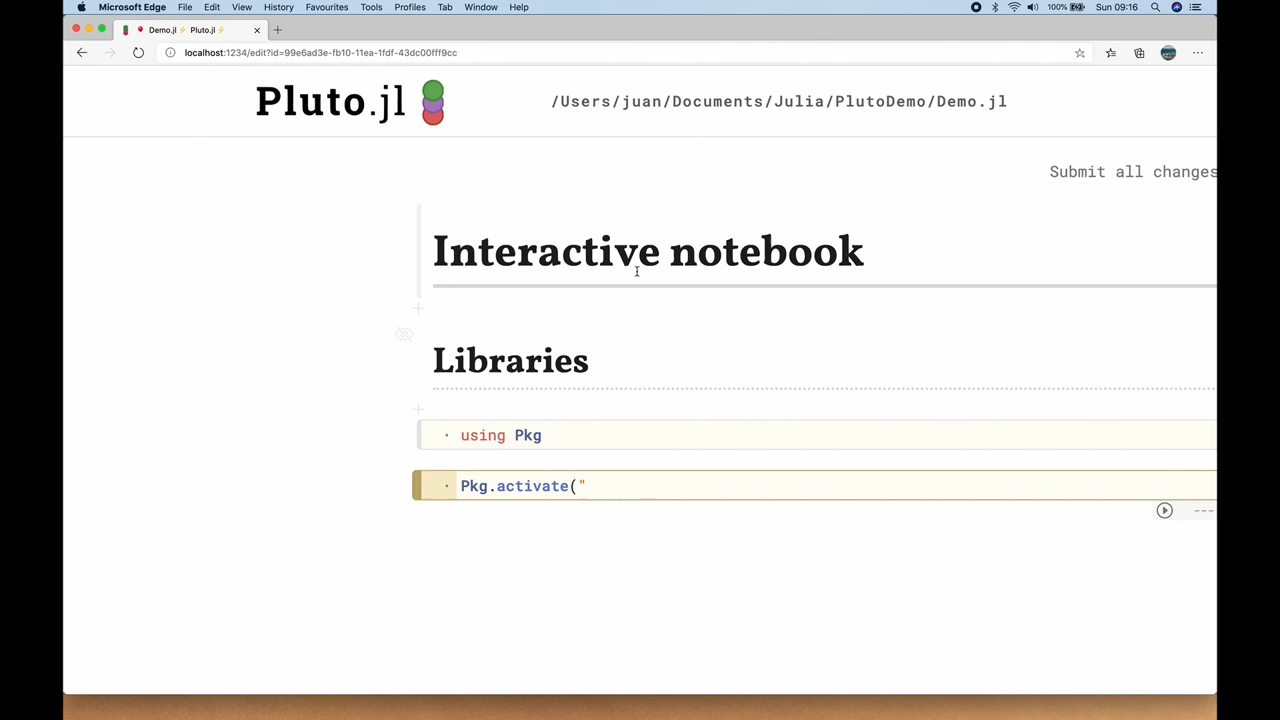 Microsoft Edge File Edit View History Favourites Tools Profiles Tab Window Help 100% Sun 09:16
Demo.jl⚡ Pluto.jl⚡
localhost:1234/edit?id=99e6ad3e-fb10-11ea-1fdf-43dc00fff9cc
Pluto.jl /Users/juan/Documents/Julia/PlutoDemo/Demo.jl
Submit all changes
Interactive notebook
Libraries
using Pkg
Pkg.activate("
---